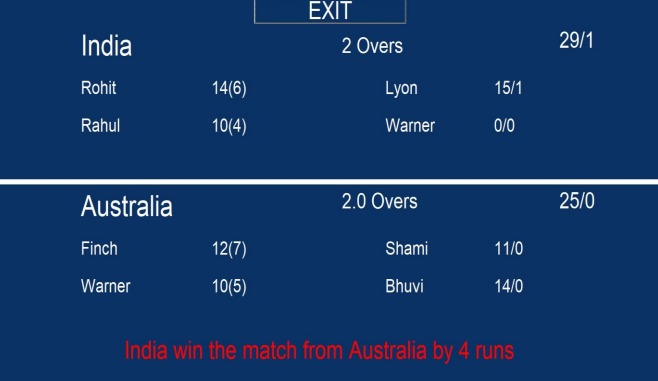 EXIT
India 2 Overs 29/1
Rohit 14(6) Lyon 15/1
Rahul 10(4) Warner 0/0
Australia 2.0 Overs 25/0
Finch 12(7) Shami 11/0
Warner 10(5) Bhuvi 14/0
India win the match from Australia by 4 runs